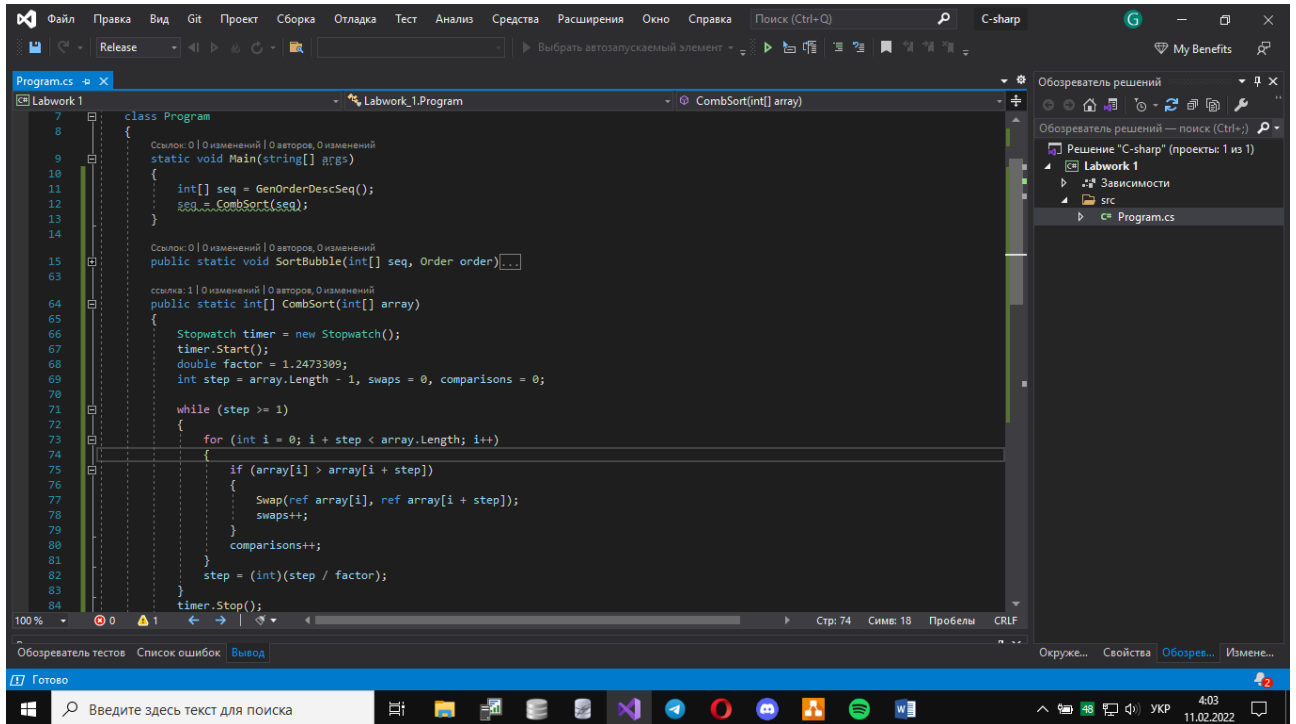 Файл Правка Вид Git Проект Сборка Отладка Тест Анализ Средства Расширения Окно Справка Поиск (Ctrl+Q) C-sharp G
Release Выбрать автозапускаемый элемент My Benefits
Program.cs
Labwork 1 Labwork_1.Program CombSort(int[] array)
7 class Program
8 {
Ссылок: 0 | 0 изменений | 0 авторов, 0 изменений
9 static void Main(string[] args)
10 {
11 int[] seq = GenOrderDescSeq();
12 seq = CombSort(seq);
13 }
14
Ссылок: 0 | 0 изменений | 0 авторов, 0 изменений
15 public static void SortBubble(int[] seq, Order order)...
63
ссылка: 1 | 0 изменений | 0 авторов, 0 изменений
64 public static int[] CombSort(int[] array)
65 {
66 Stopwatch timer = new Stopwatch();
67 timer.Start();
68 double factor = 1.2473309;
69 int step = array.Length - 1, swaps = 0, comparisons = 0;
70
71 while (step >= 1)
72 {
73 for (int i = 0; i + step < array.Length; i++)
74 {
75 if (array[i] > array[i + step])
76 {
77 Swap(ref array[i], ref array[i + step]);
78 swaps++;
79 }
80 comparisons++;
81 }
82 step = (int)(step / factor);
83 }
84 timer.Stop();
100 % 0 1 Стр: 74 Симв: 18 Пробелы CRLF
Обозреватель тестов Список ошибок Вывод
Обозреватель решений
Обозреватель решений — поиск (Ctrl+;)
Решение "C-sharp" (проекты: 1 из 1)
Labwork 1
Зависимости
src
C# Program.cs
Окруже... Свойства Обозрев... Измене...
Готово 2
Введите здесь текст для поиска 48 УКР 4:03
11.02.2022